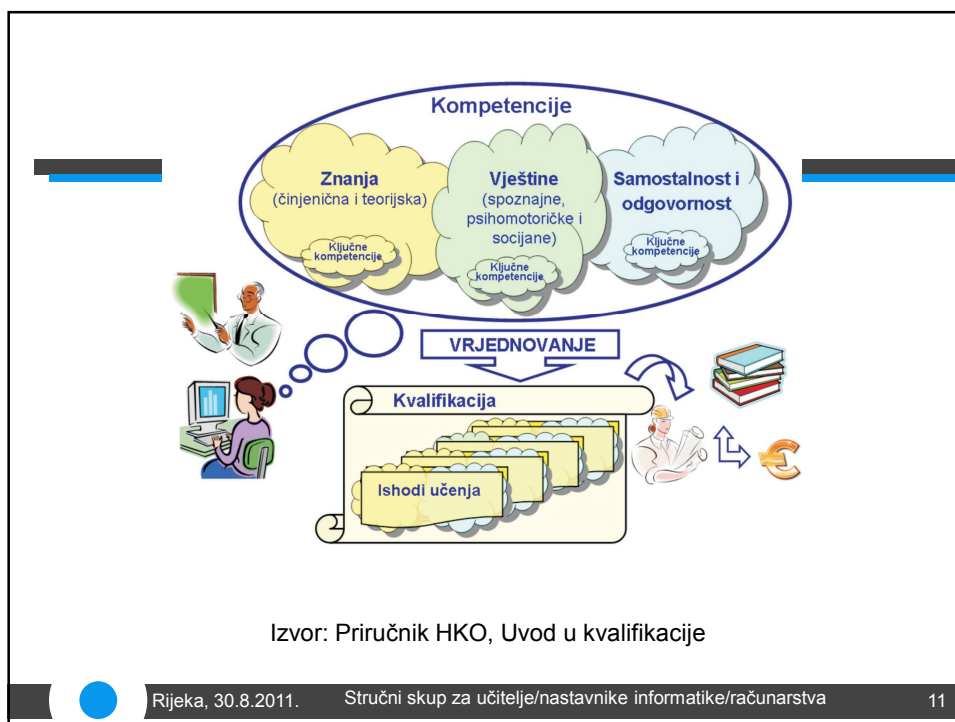 Kompetencije
Znanja
(činjenična i teorijska)
Ključne
kompetencije
Vještine
(spoznajne,
psihomotoričke i
socijane)
Ključne
kompetencije
Samostalnost i
odgovornost
Ključne
kompetencije
VRJEDNOVANJE
Kvalifikacija
Ishodi učenja
Izvor: Priručnik HKO, Uvod u kvalifikacije
Rijeka, 30.8.2011. Stručni skup za učitelje/nastavnike informatike/računarstva 11